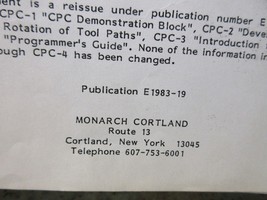 ent is a reissue under publication number E
CPC-1 "CPC Demonstration Block", CPC-2 "Deve
Rotation of Tool Paths", CPC-3 "Introduction
"Programmer's Guide". None of the information in
ough CPC-4 has been changed.
Publication E1983-19
MONARCH CORTLAND
Route 13
Cortland, New York 13045
Telephone 607-753-6001